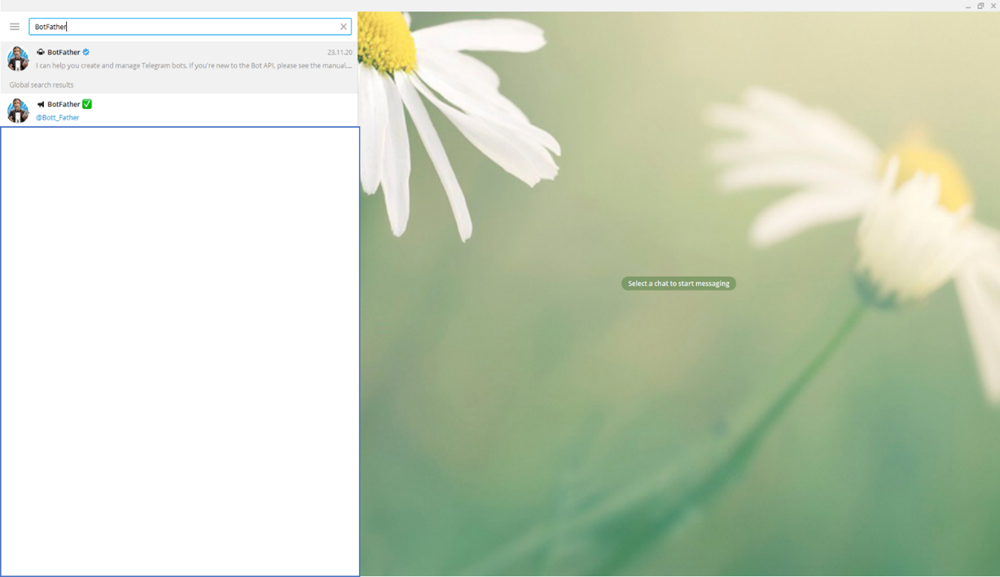 BotFather
BotFather
23.11.20
I can help you create and manage Telegram bots. If you're new to the Bot API, please see the manual....
Global search results
BotFather ✅
@Bott_Father
Select a chat to start messaging